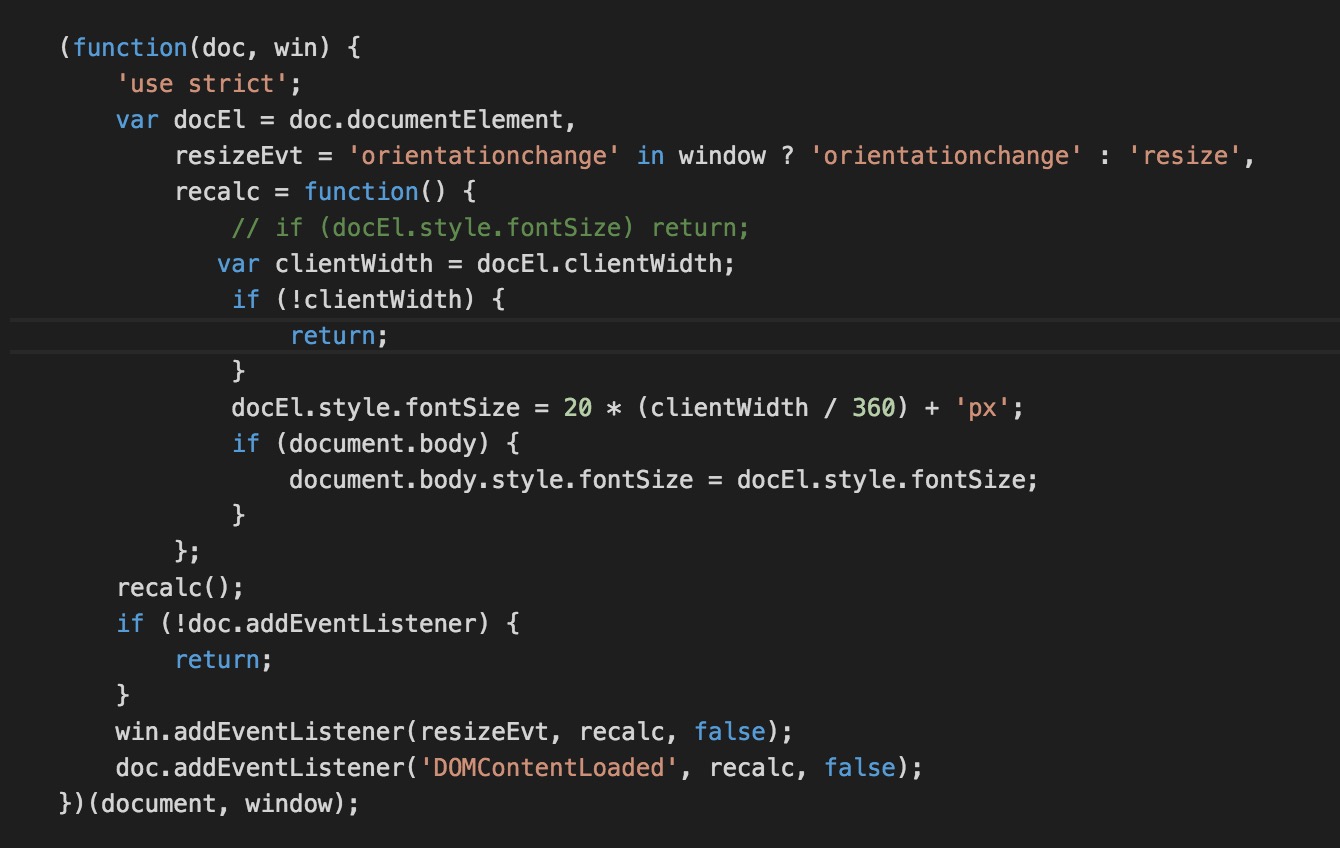 (function(doc, win) {
    'use strict';
    var docEl = doc.documentElement,
        resizeEvt = 'orientationchange' in window ? 'orientationchange' : 'resize',
        recalc = function() {
            // if (docEl.style.fontSize) return;
           var clientWidth = docEl.clientWidth;
            if (!clientWidth) {
                return;
            }
            docEl.style.fontSize = 20 * (clientWidth / 360) + 'px';
            if (document.body) {
                document.body.style.fontSize = docEl.style.fontSize;
            }
        };
    recalc();
    if (!doc.addEventListener) {
        return;
    }
    win.addEventListener(resizeEvt, recalc, false);
    doc.addEventListener('DOMContentLoaded', recalc, false);
})(document, window);